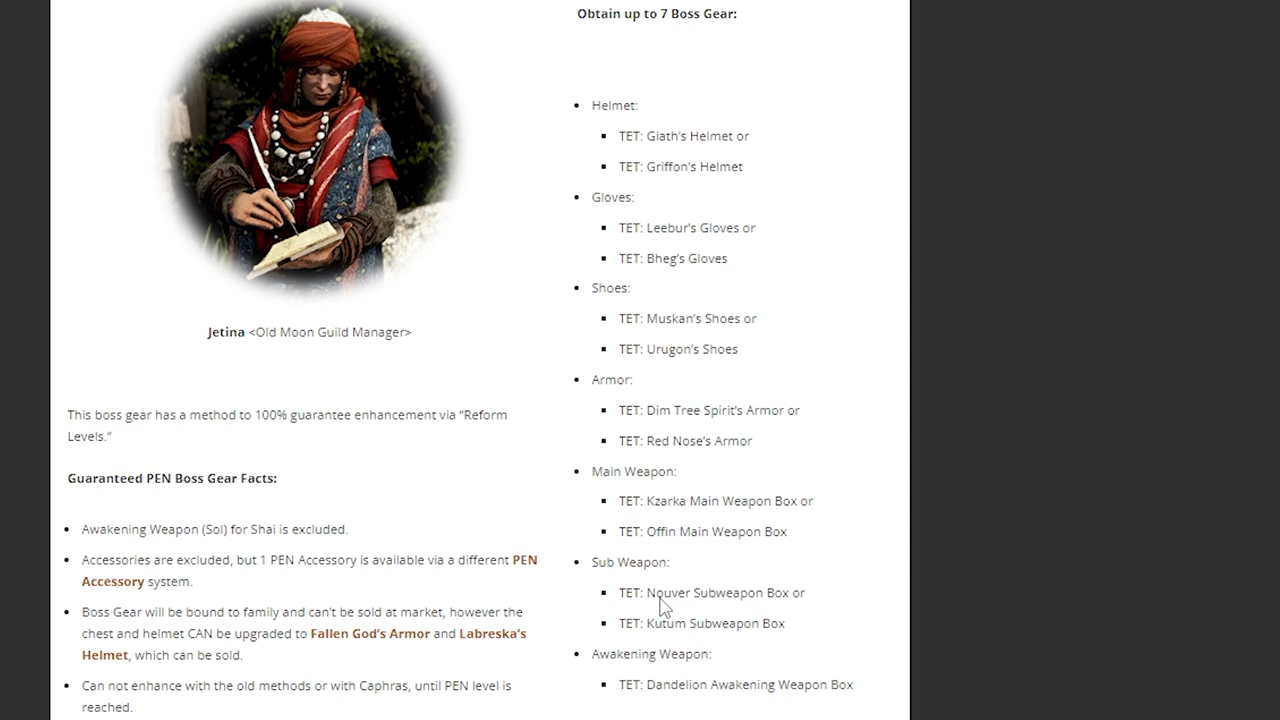 Jetina <Old Moon Guild Manager>
This boss gear has a method to 100% guarantee enhancement via “Reform
Levels.”
Guaranteed PEN Boss Gear Facts:
• Awakening Weapon (Sol) for Shai is excluded.
• Accessories are excluded, but 1 PEN Accessory is available via a different PEN
Accessory system.
• Boss Gear will be bound to family and can’t be sold at market, however the
chest and helmet CAN be upgraded to Fallen God’s Armor and Labreska’s
Helmet, which can be sold.
• Can not enhance with the old methods or with Caphras, until PEN level is
reached.
Obtain up to 7 Boss Gear:
• Helmet:
▪ TET: Giath’s Helmet or
▪ TET: Griffon’s Helmet
• Gloves:
▪ TET: Leebur’s Gloves or
▪ TET: Bheg’s Gloves
• Shoes:
▪ TET: Muskan’s Shoes or
▪ TET: Urugon’s Shoes
• Armor:
▪ TET: Dim Tree Spirit’s Armor or
▪ TET: Red Nose’s Armor
• Main Weapon:
▪ TET: Kzarka Main Weapon Box or
▪ TET: Offin Main Weapon Box
• Sub Weapon:
▪ TET: Nouver Subweapon Box or
▪ TET: Kutum Subweapon Box
• Awakening Weapon:
▪ TET: Dandelion Awakening Weapon Box